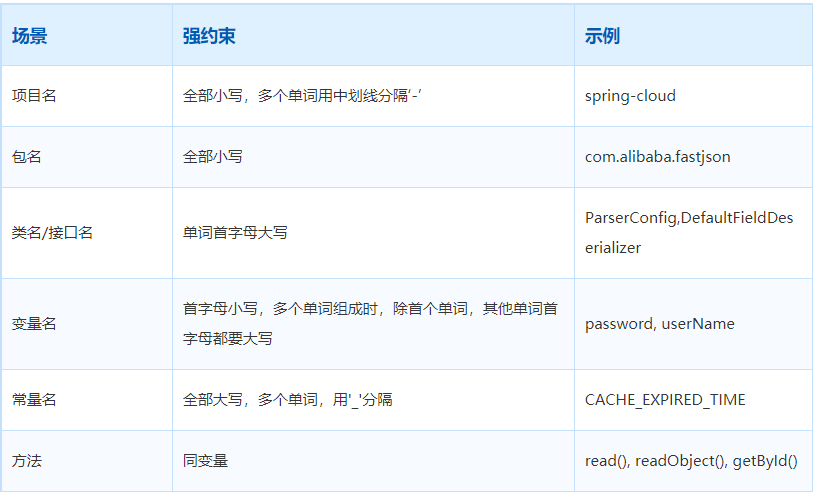 场景 强约束 示例
项目名 全部小写，多个单词用中划线分隔‘-’ spring-cloud
包名 全部小写 com.alibaba.fastjson
类名/接口名 单词首字母大写 ParserConfig,DefaultFieldDes
erializer
变量名 首字母小写，多个单词组成时，除首个单词，其他单词首
字母都要大写 password, userName
常量名 全部大写，多个单词，用'_'分隔 CACHE_EXPIRED_TIME
方法 同变量 read(), readObject(), getById()